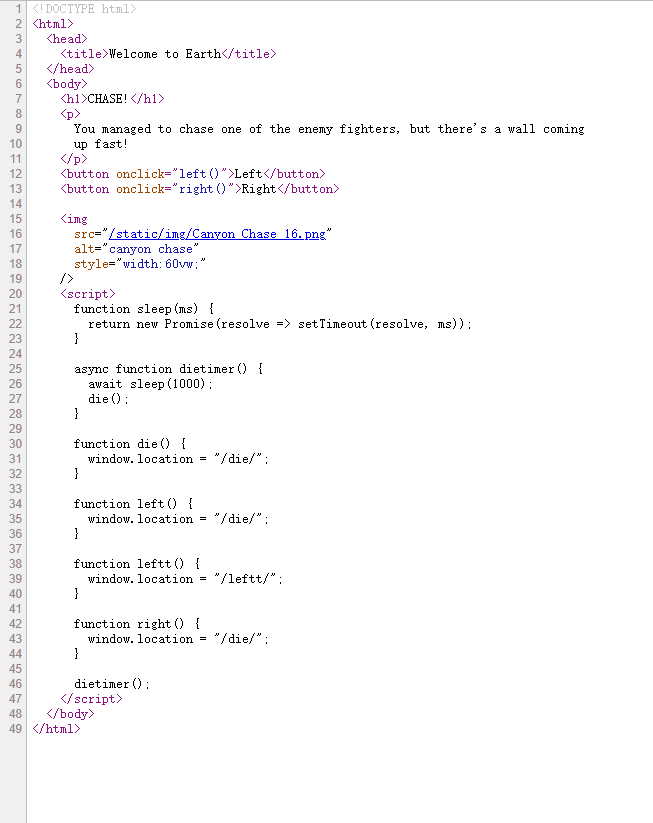 1 <!DOCTYPE html>
2 <html>
3 <head>
4 <title>Welcome to Earth</title>
5 </head>
6 <body>
7 <h1>CHASE!</h1>
8 <p>
9 You managed to chase one of the enemy fighters, but there's a wall coming
10 up fast!
11 </p>
12 <button onclick="left()">Left</button>
13 <button onclick="right()">Right</button>
14
15 <img
16 src="/static/img/Canyon Chase 16.png"
17 alt="canyon chase"
18 style="width:60vw;"
19 />
20 <script>
21 function sleep(ms) {
22 return new Promise(resolve => setTimeout(resolve, ms));
23 }
24
25 async function dietimer() {
26 await sleep(1000);
27 die();
28 }
29
30 function die() {
31 window.location = "/die/";
32 }
33
34 function left() {
35 window.location = "/die/";
36 }
37
38 function leftt() {
39 window.location = "/leftt/";
40 }
41
42 function right() {
43 window.location = "/die/";
44 }
45
46 dietimer();
47 </script>
48 </body>
49 </html>